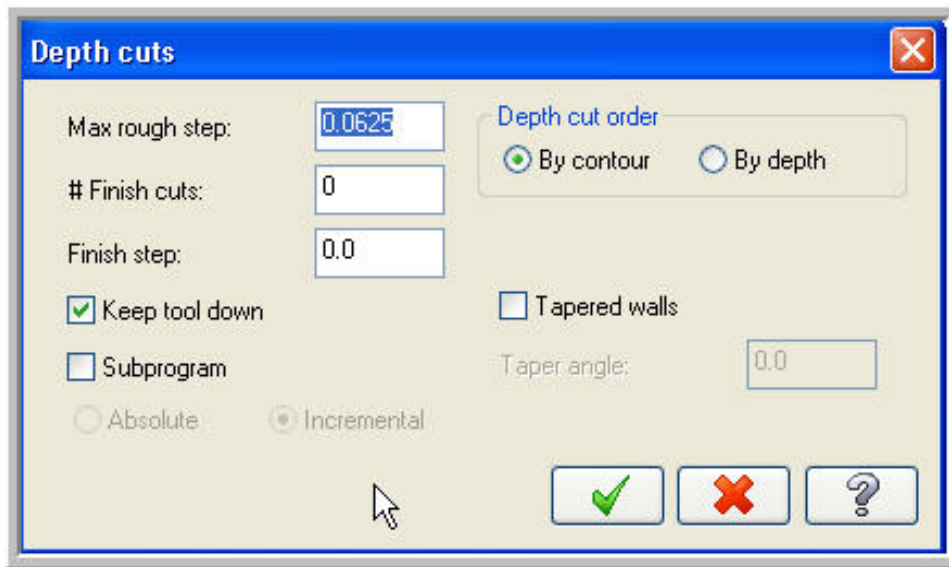 Depth cuts
Max rough step: 0.0625
Depth cut order
By contour By depth
# Finish cuts: 0
Finish step: 0.0
Keep tool down
Tapered walls
Subprogram
Taper angle: 0.0
Absolute Incremental